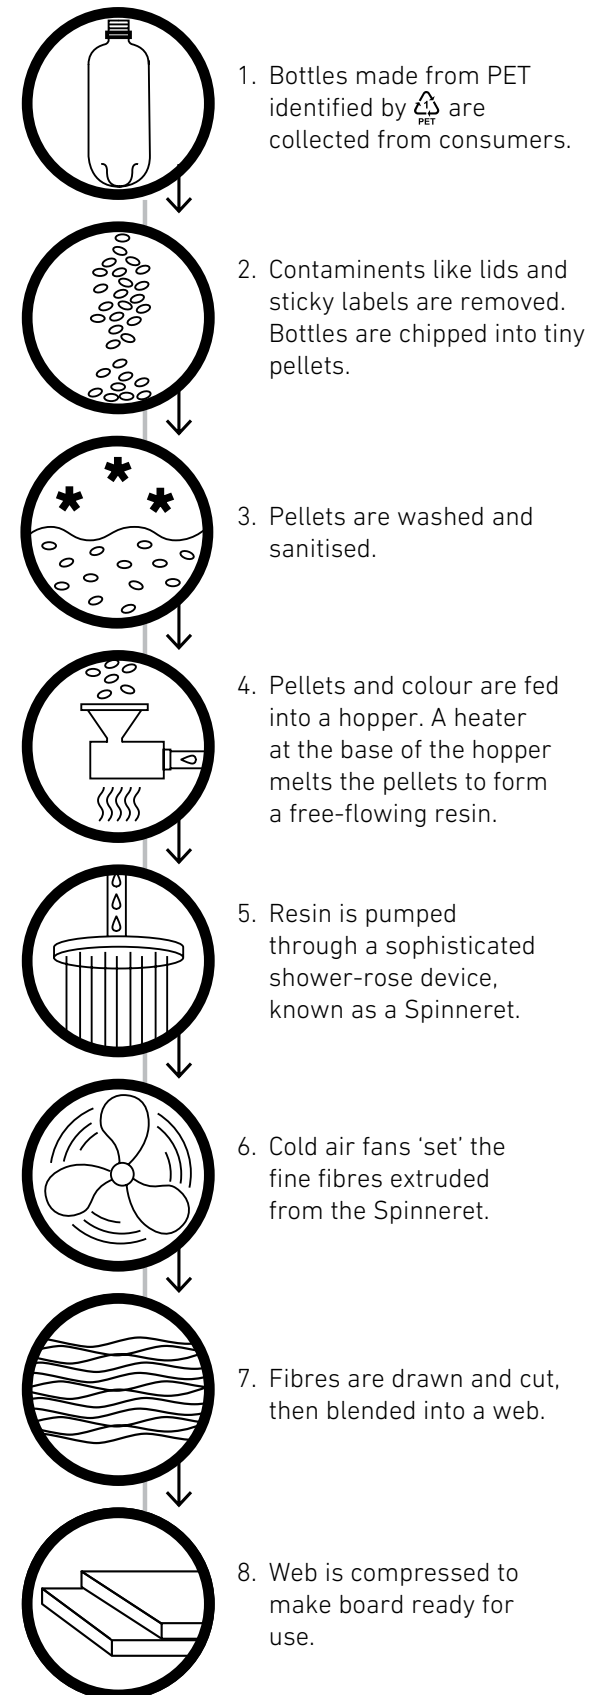 1. Bottles made from PET
identified by 1 PET are
collected from consumers.
2. Contaminents like lids and
sticky labels are removed.
Bottles are chipped into tiny
pellets.
3. Pellets are washed and
sanitised.
4. Pellets and colour are fed
into a hopper. A heater
at the base of the hopper
melts the pellets to form
a free-flowing resin.
5. Resin is pumped
through a sophisticated
shower-rose device,
known as a Spinneret.
6. Cold air fans ‘set’ the
fine fibres extruded
from the Spinneret.
7. Fibres are drawn and cut,
then blended into a web.
8. Web is compressed to
make board ready for
use.